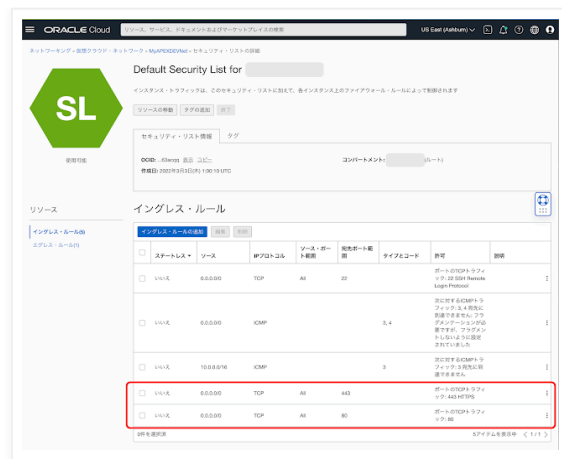 ORACLE Cloud
リソース、サービス、ドキュメントおよびマーケットプレイスの検索
US East (Ashburn)
ネットワーキング » 仮想クラウド・ネットワーク » MyAPEXDEVNet » セキュリティ・リストの詳細
SL
使用可能
Default Security List for
インスタンス・トラフィックは、このセキュリティ・リストに加えて、各インスタンス上のファイアウォール・ルールによって制御されます
リソースの移動 タグの追加 終了
セキュリティ・リスト情報 タグ
表示 コピー
コンパートメント:
(ルート)
リソース
イングレス・ルール(5)
エグレス・ルール(1)
イングレス・ルール
イングレス・ルールの追加 編集 削除
ステートレス ソース IPプロトコル ソース・ポート範囲 宛先ポート範囲 タイプとコード 許可 説明
いいえ 0.0.0.0/0 TCP All 22 ポートのTCPトラフィック: 22 SSH Remote Login Protocol
いいえ 0.0.0.0/0 ICMP 3, 4 次に対するICMPトラフィック: 3, 4 宛先に到達できません: フラグメンテーションが必要ですが、フラグメントしないように設定されていました
いいえ 10.0.0.0/16 ICMP 3 次に対するICMPトラフィック: 3 宛先に到達できません
いいえ 0.0.0.0/0 TCP All 443 ポートのTCPトラフィック: 443 HTTPS
いいえ 0.0.0.0/0 TCP All 80 ポートのTCPトラフィック: 80
0件を選択済
5アイテムを表示中 < 1/1 >